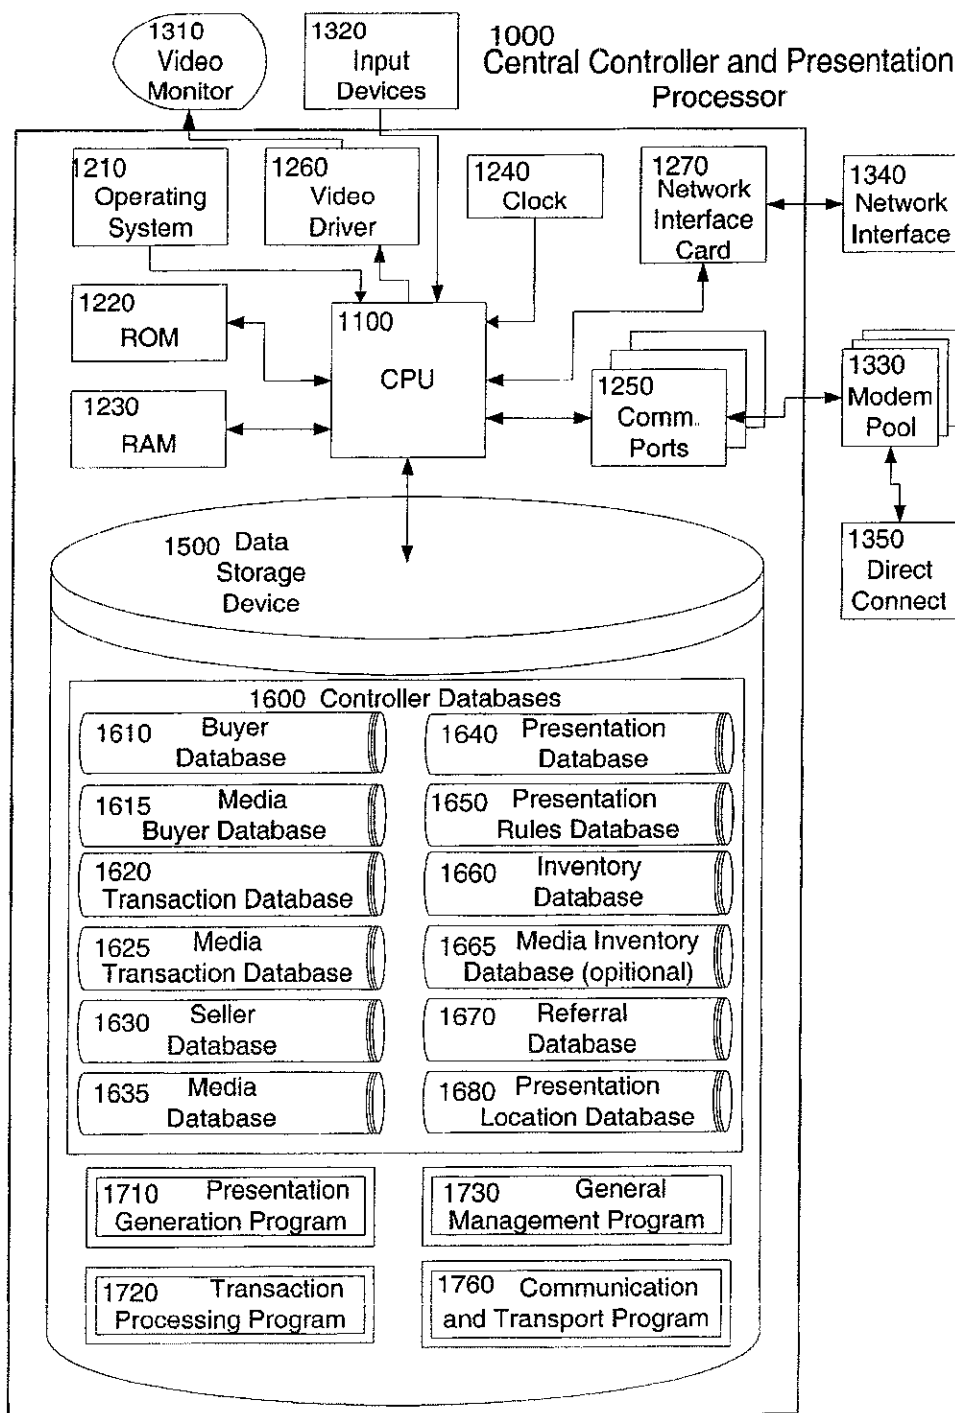 1310
Video
Monitor
1320
Input
Devices
1000
Central Controller and Presentation
Processor
1210
Operating
System
1260
Video
Driver
1240
Clock
1270
Network
Interface
Card
1340
Network
Interface
1220
ROM
1100
CPU
1230
RAM
1250
Comm..
Ports
1330
Modem
Pool
1350
Direct
Connect
1500 Data
Storage
Device
1600 Controller Databases
1610 Buyer
Database
1640 Presentation
Database
1615 Media
Buyer Database
1650 Presentation
Rules Database
1620
Transaction Database
1660 Inventory
Database
1625 Media
Transaction Database
1665 Media Inventory
Database (opitional)
1630 Seller
Database
1670 Referral
Database
1635 Media
Database
1680 Presentation
Location Database
1710 Presentation
Generation Program
1730 General
Management Program
1720 Transaction
Processing Program
1760 Communication
and Transport Program